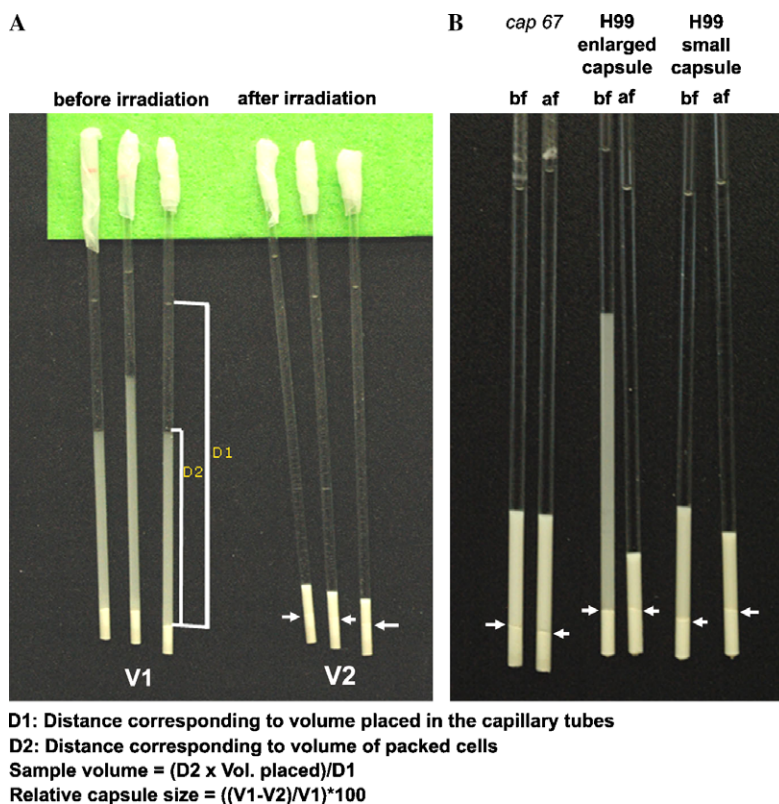 A
before irradiation
after irradiation
D1
D2
V1
V2
B
cap 67
H99
enlarged
capsule
H99
small
capsule
bf af bf af bf af
D1: Distance corresponding to volume placed in the capillary tubes
D2: Distance corresponding to volume of packed cells
Sample volume = (D2 x Vol. placed)/D1
Relative capsule size = ((V1-V2)/V1)*100